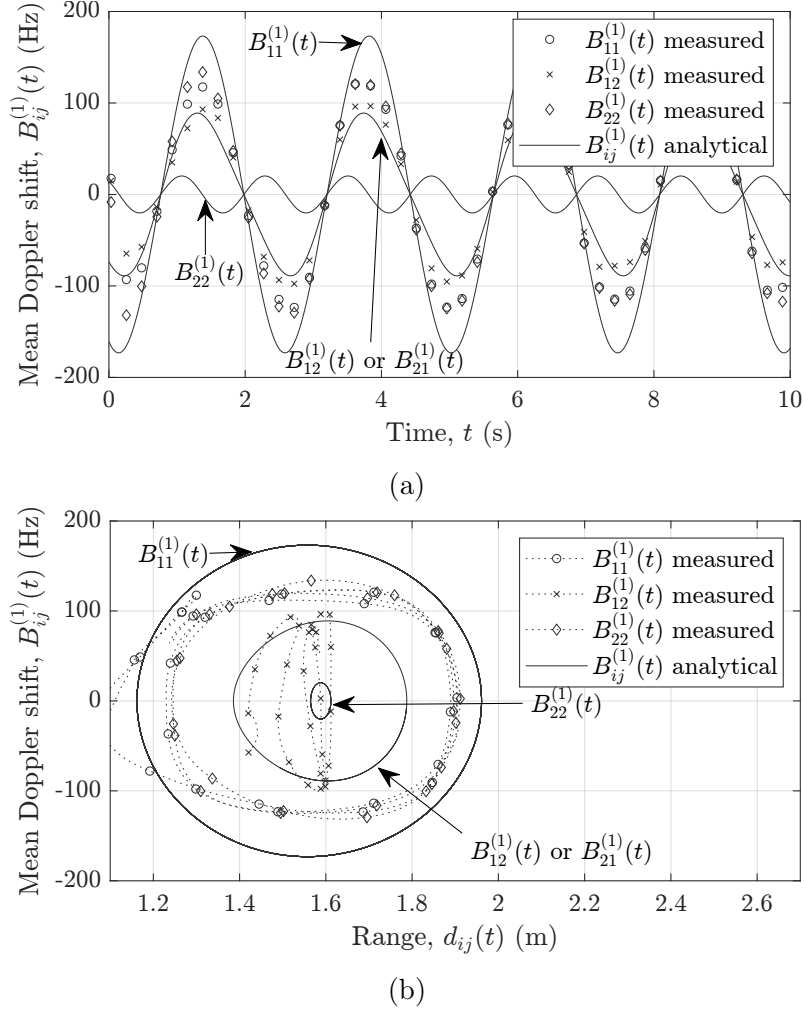 200
100
0
-100
-200
Mean Doppler shift, B_{ij}^{(1)}(t) (Hz)
B_{11}^{(1)}(t)
B_{22}^{(1)}(t)
B_{12}^{(1)}(t) or B_{21}^{(1)}(t)
B_{11}^{(1)}(t) measured
B_{12}^{(1)}(t) measured
B_{22}^{(1)}(t) measured
B_{ij}^{(1)}(t) analytical
0 2 4 6 8 10
Time, t (s)
(a)
200
100
0
-100
-200
Mean Doppler shift, B_{ij}^{(1)}(t) (Hz)
B_{11}^{(1)}(t)
B_{11}^{(1)}(t) measured
B_{12}^{(1)}(t) measured
B_{22}^{(1)}(t) measured
B_{ij}^{(1)}(t) analytical
B_{22}^{(1)}(t)
B_{12}^{(1)}(t) or B_{21}^{(1)}(t)
1.2 1.4 1.6 1.8 2 2.2 2.4 2.6
Range, d_{ij}(t) (m)
(b)